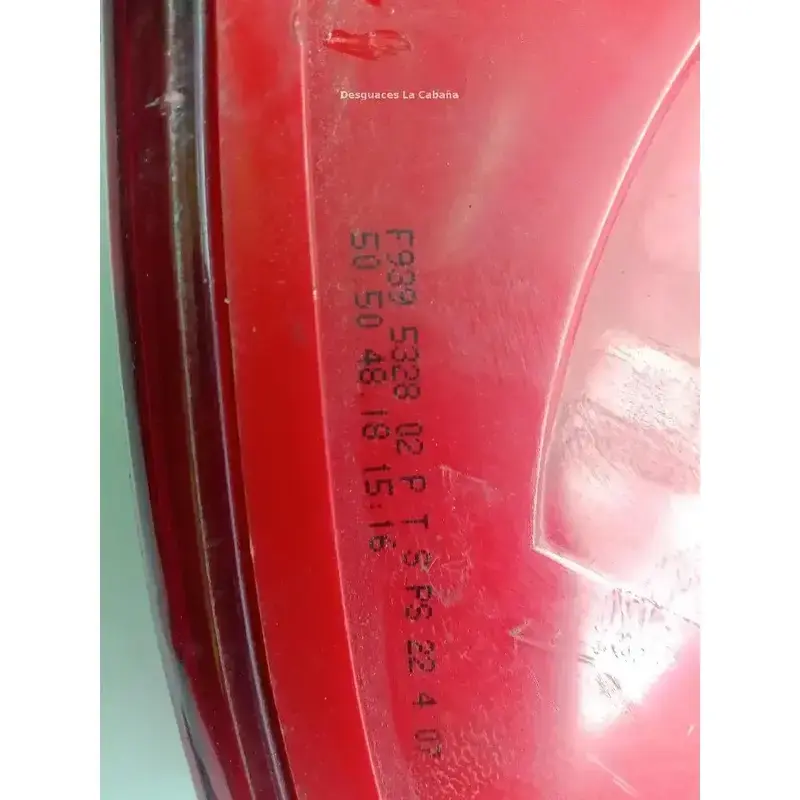 Desguaces La Cabaña
F939 5328 02 P T S PS 22 4 07
50 50 48.18 15:16